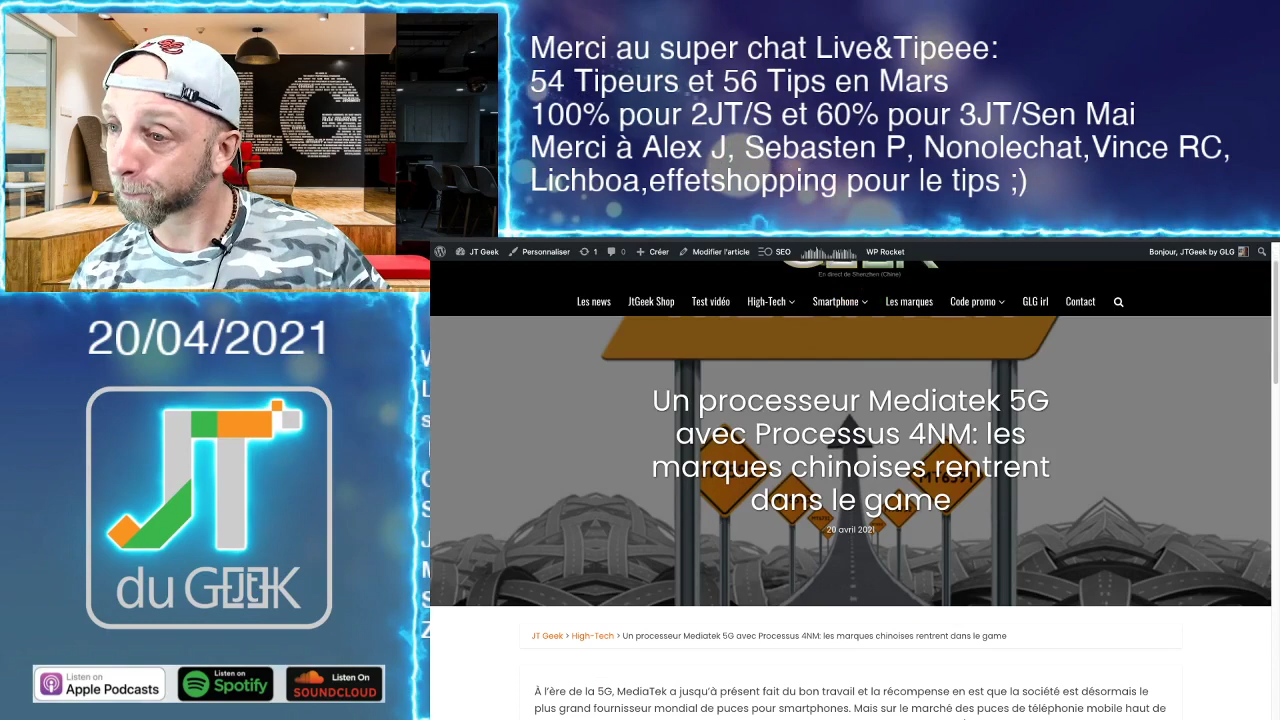 Merci au super chat Live&Tipeee:
54 Tipeurs et 56 Tips en Mars
100% pour 2JT/S et 60% pour 3JT/Sen Mai
Merci à Alex J, Sebasten P, Nonolechat,Vince RC,
Lichboa,effetshopping pour le tips ;)
JT Geek Personnaliser 1 0 Créer Modifier l'article SEO WP Rocket Bonjour, JTGeek by GLG
En direct de Shenzhen (Chine)
Les news JtGeek Shop Test vidéo High-Tech Smartphone Les marques Code promo GLG irl Contact
20/04/2021
JT
du GEEK
Listen on
Apple Podcasts
Listen on
Spotify
Listen On
SOUNDCLOUD
Un processeur Mediatek 5G
avec Processus 4NM: les
marques chinoises rentrent
dans le game
20 avril 2021
JT Geek > High-Tech > Un processeur Mediatek 5G avec Processus 4NM: les marques chinoises rentrent dans le game
À l'ère de la 5G, MediaTek a jusqu'à présent fait du bon travail et la récompense en est que la société est désormais le
plus grand fournisseur mondial de puces pour smartphones. Mais sur le marché des puces de téléphonie mobile haut de